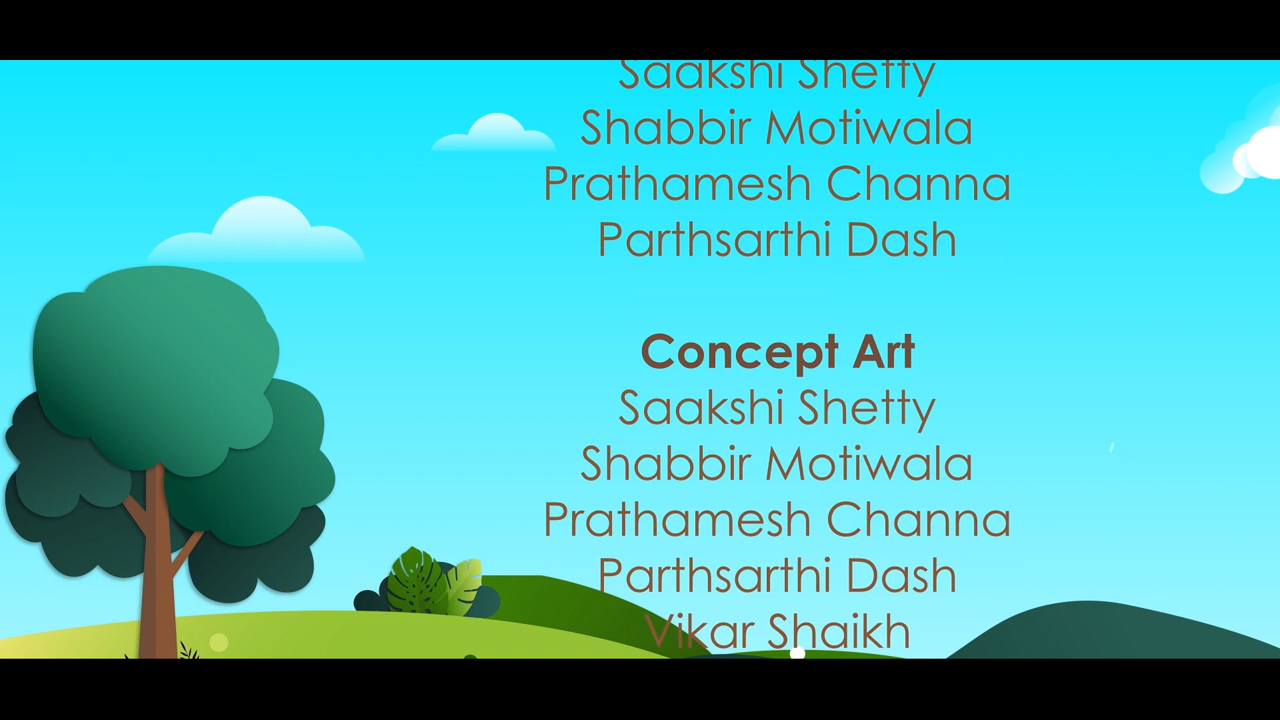 Saakshi Shetty
Shabbir Motiwala
Prathamesh Channa
Parthsarthi Dash
Concept Art
Saakshi Shetty
Shabbir Motiwala
Prathamesh Channa
Parthsarthi Dash
Vikar Shaikh